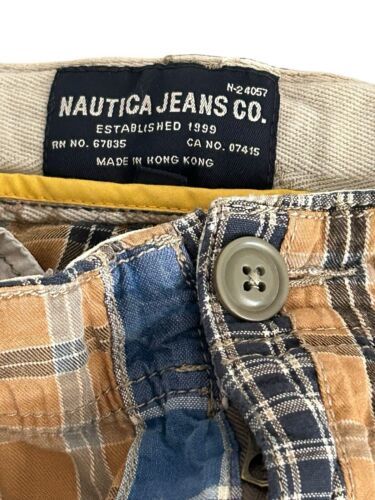 N-24057
NAUTICA JEANS CO.
ESTABLISHED 1999
RN NO. 67835 CA NO. 07415
MADE IN HONG KONG